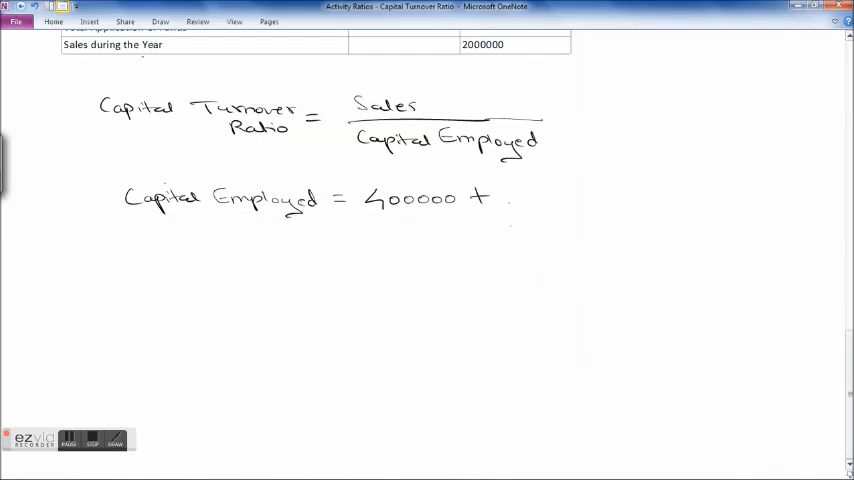 Activity Ratios - Capital Turnover Ratio - Microsoft OneNote
File Home Insert Share Draw Review View Pages
Sales during the Year 2000000
Capital Turnover Ratio = Sales
Capital Employed
Capital Employed = 400000 +
ezvid
RECORDER
PAUSE STOP DRAW